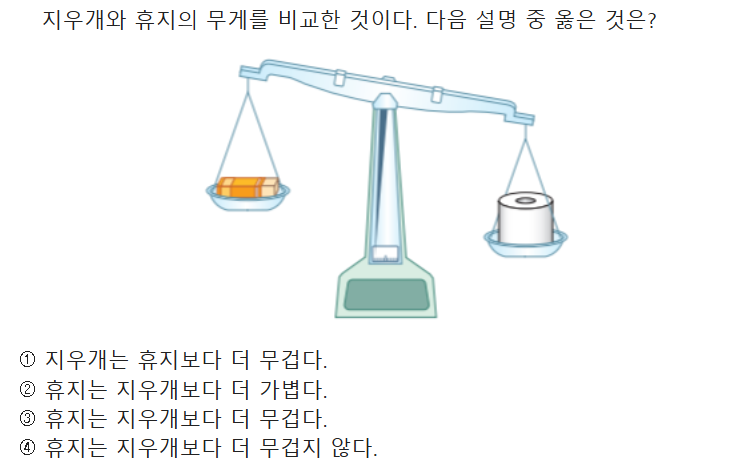 지우개와 휴지의 무게를 비교한 것이다. 다음 설명 중 옳은 것은?
① 지우개는 휴지보다 더 무겁다.
② 휴지는 지우개보다 더 가볍다.
③ 휴지는 지우개보다 더 무겁다.
④ 휴지는 지우개보다 더 무겁지 않다.